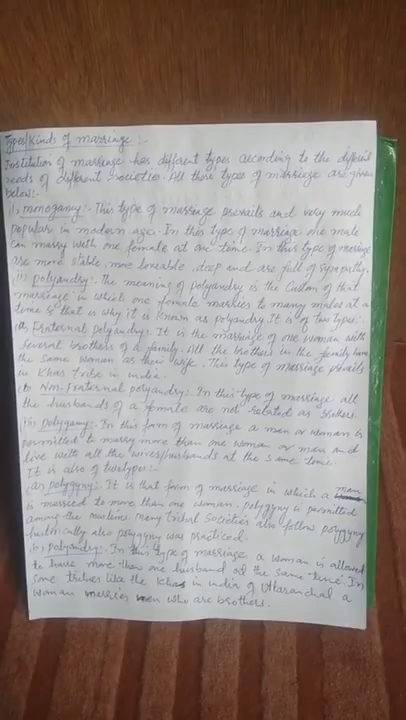 Types/Kinds of marriage :-
Institution of marriage has different types according to the different
needs of different societies. All those types of marriage are given
below:-
(i) monogamy:- This type of marriage prevails and very much
popular in modern age. In this type of marriage one male
can marry with one female at one time. In this type of marriage
are more stable, more loveable, deep and are full of sympathy.
(ii) polyandry:- The meaning of polyandry is the custom of that
marriage in which one female marries to many males at a
time & that is why it is known as polyandry It is of two types:-
(a) Fraternal polyandry:- It is the marriage of one woman with
several brothers of a family. All the brothers in the family have
the same woman as their wife. This type of marriage prevails
in Khas tribe in india.
(b) Non-Fraternal polyandry:- In this type of marriage all
the husbands of a female are not related as brothers.
(iii) polygamy:- In this form of marriage a man or woman is
permitted to marry more than one woman or man and
live with all the wives/husbands at the same time.
It is also of two types:-
(a) polygyny:- It is that form of marriage in which a man
is married to more than one woman. polygyny is permitted
among the muslims. many Tribal societies also follow polygyny
historically also polygyny was practiced.
polyandry:- In this type of marriage a woman is allowed
to have more than one husband at the same time. In
some tribes like the Khas in india of Uttaranchal a
woman marries men who are brothers.